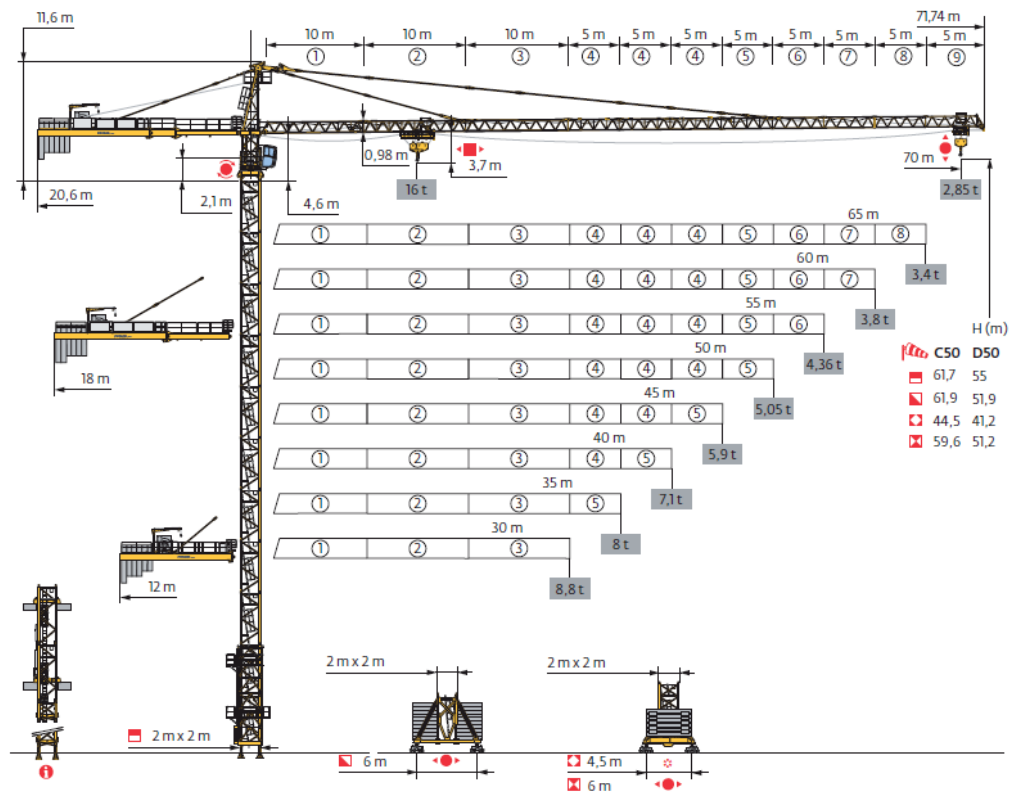 11,6 m
71,74 m
10 m 10 m 10 m 5 m 5 m 5 m 5 m 5 m 5 m 5 m 5 m
① ② ③ ④ ④ ④ ⑤ ⑥ ⑦ ⑧ ⑨
0,98 m
3,7 m
70 m
16 t
2,85 t
20,6 m
2,1 m
4,6 m
65 m
① ② ③ ④ ④ ④ ⑤ ⑥ ⑦ ⑧
3,4 t
60 m
① ② ③ ④ ④ ④ ⑤ ⑥ ⑦
3,8 t
55 m
① ② ③ ④ ④ ④ ⑤ ⑥
4,36 t
50 m
① ② ③ ④ ④ ⑤
5,05 t
45 m
① ② ③ ④ ④ ⑤
5,9 t
40 m
① ② ③ ④ ⑤
7,1 t
35 m
① ② ③ ⑤
8 t
30 m
① ② ③
8,8 t
H (m)
C50 D50
61,7 55
61,9 51,9
44,5 41,2
59,6 51,2
18 m
12 m
2 m x 2 m
2 m x 2 m
2 m x 2 m
6 m
4,5 m
6 m
i